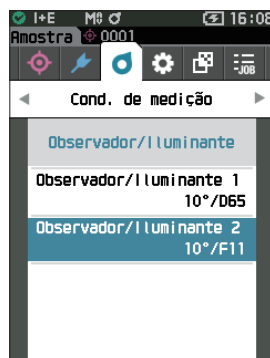 I+E M⊙ 16:08
Amostra 0001
-JOB
Cond. de medição
Observador/Iluminante
Observador/Iluminante 1
10°/D65
Observador/Iluminante 2
10°/F11